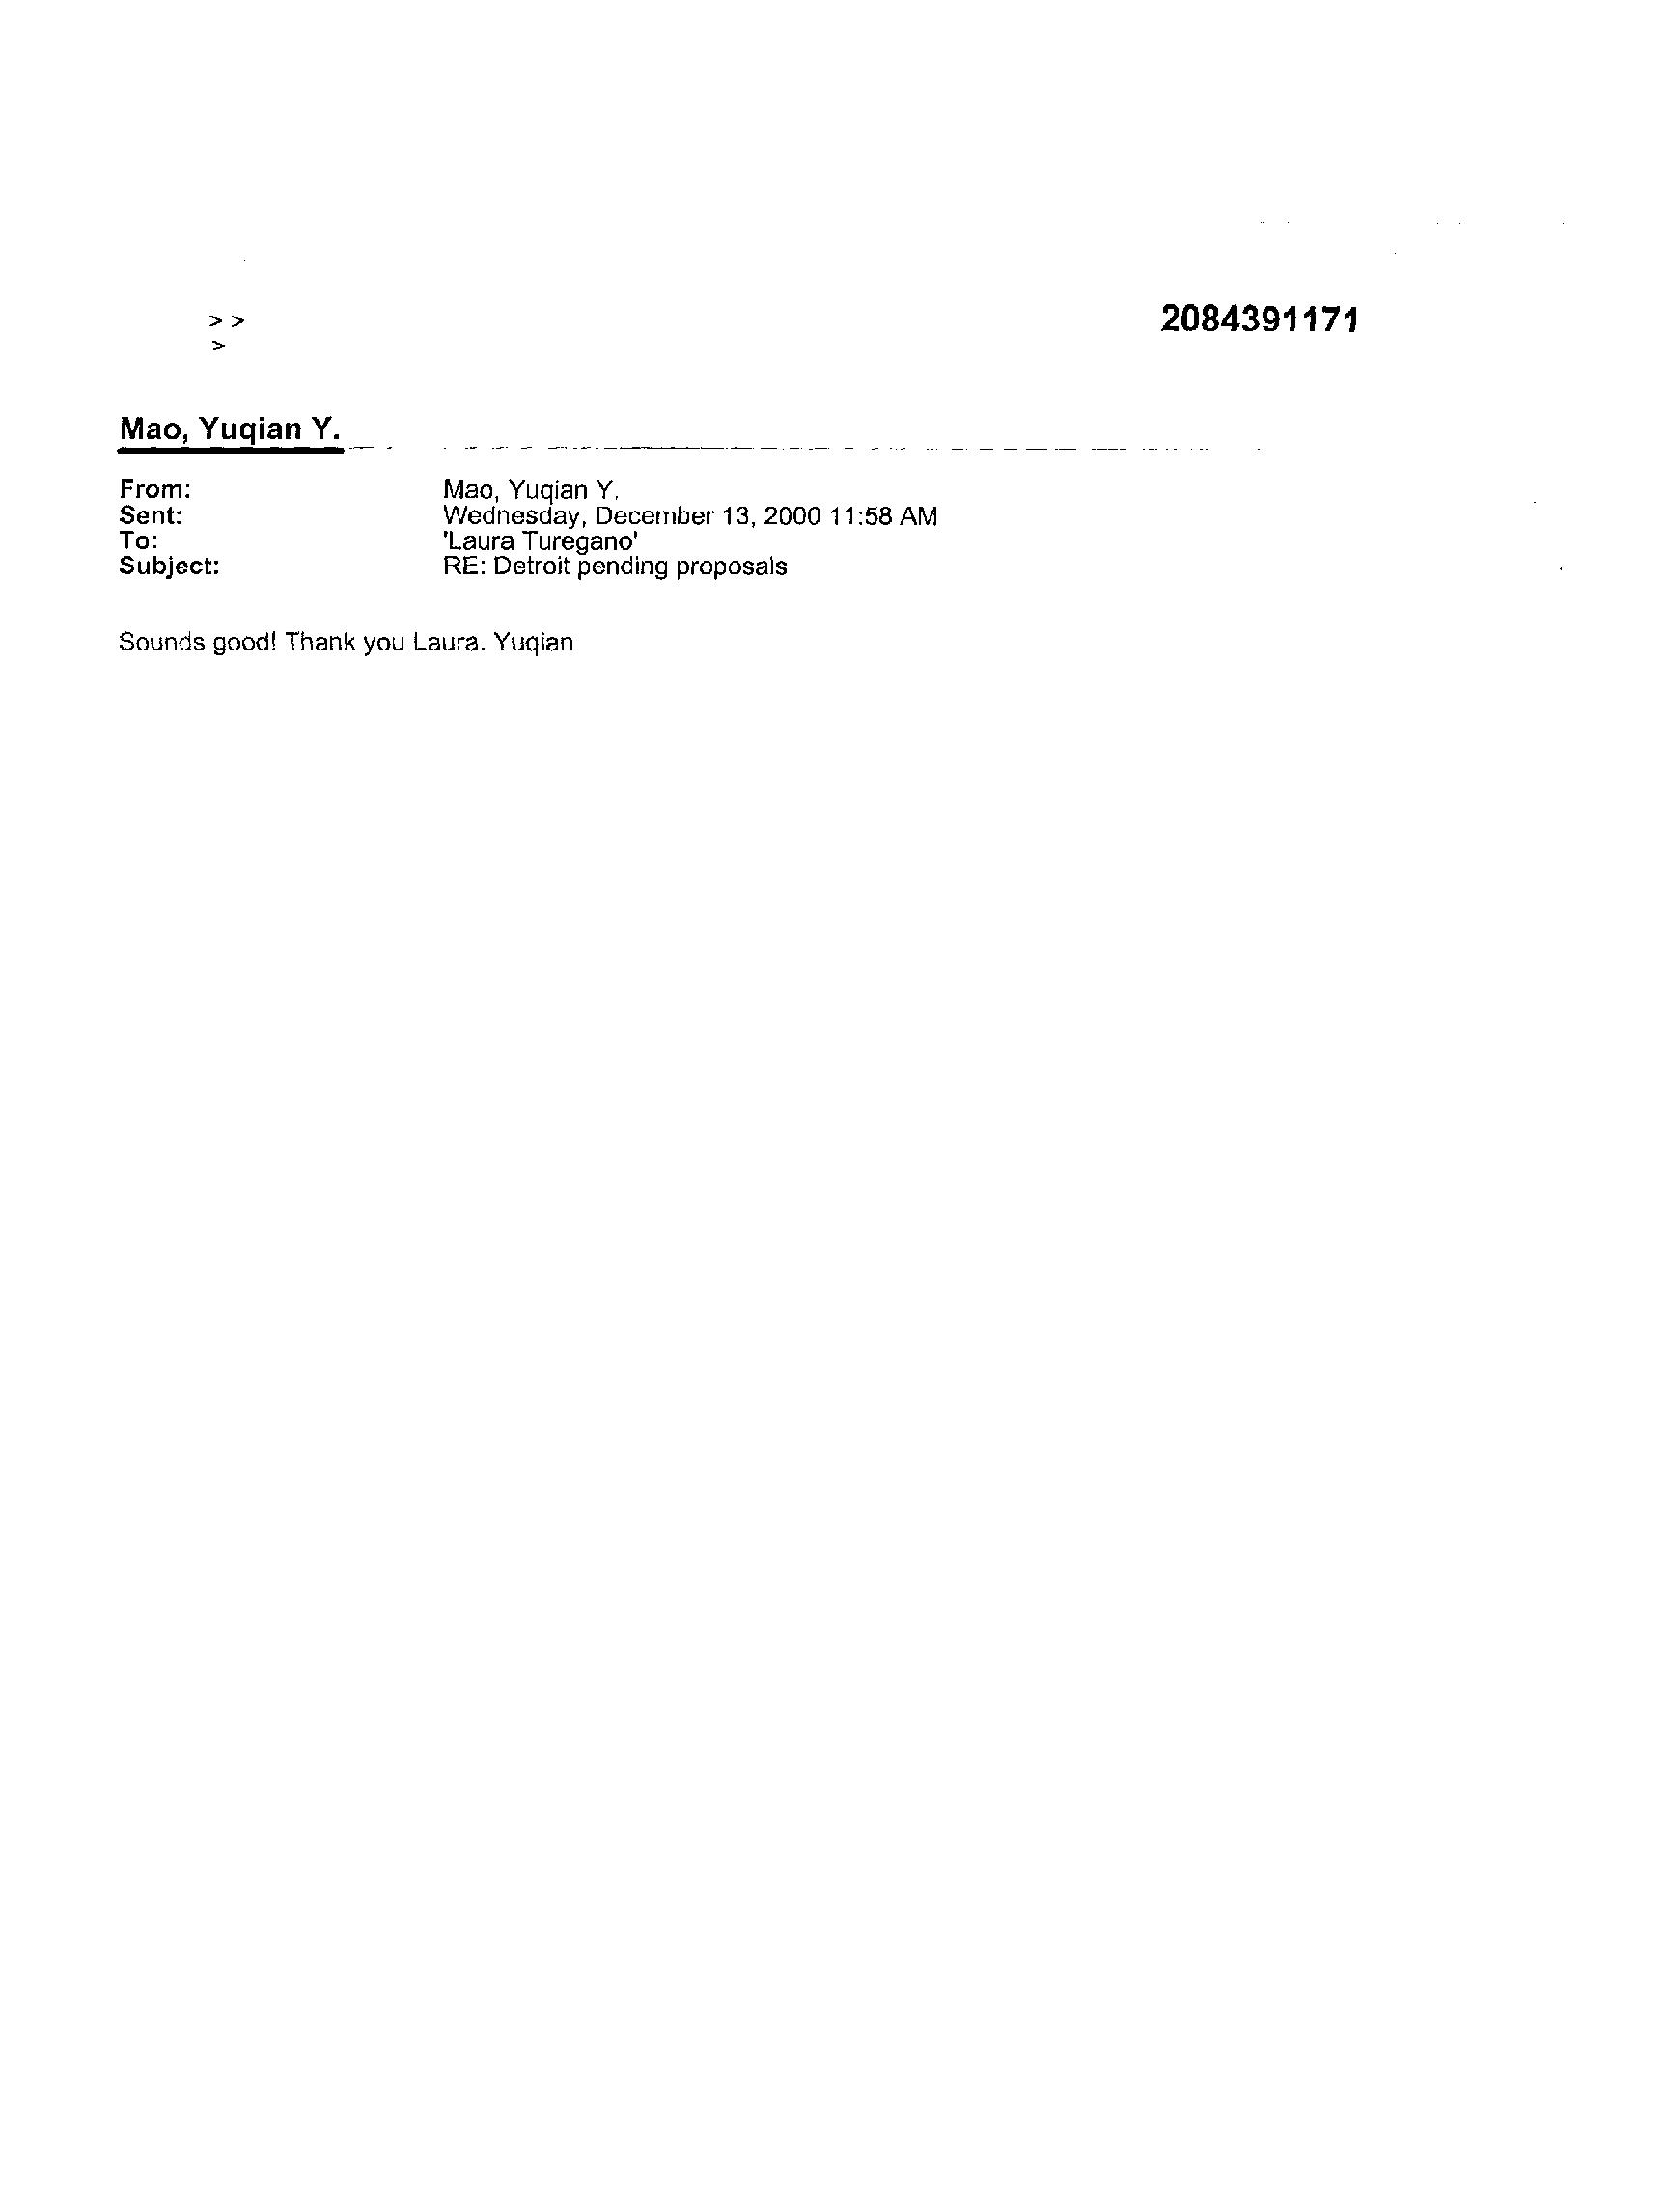 >> 2084391171
>
Mao, Yuqian Y.
From: Mao, Yuqian Y.
Sent: Wednesday, December 13, 2000 11:58 AM
To: 'Laura Turegano'
Subject: RE: Detroit pending proposals
Sounds good! Thank you Laura. Yuqian